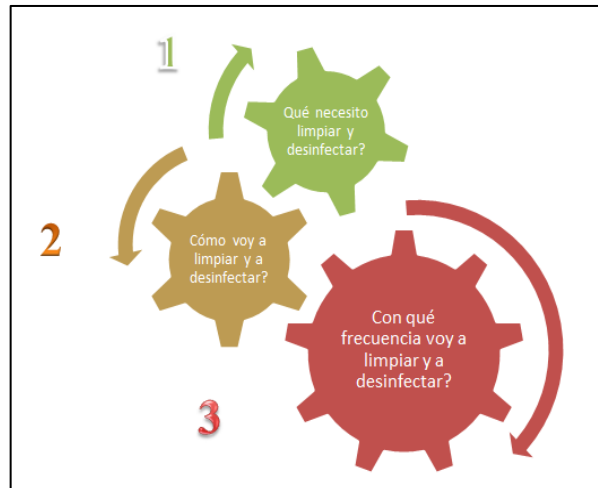 1
Qué necesito
limpiar y
desinfectar?
2
Cómo voy a
limpiar y a
desinfectar?
3
Con qué
frecuencia voy a
limpiar y a
desinfectar?